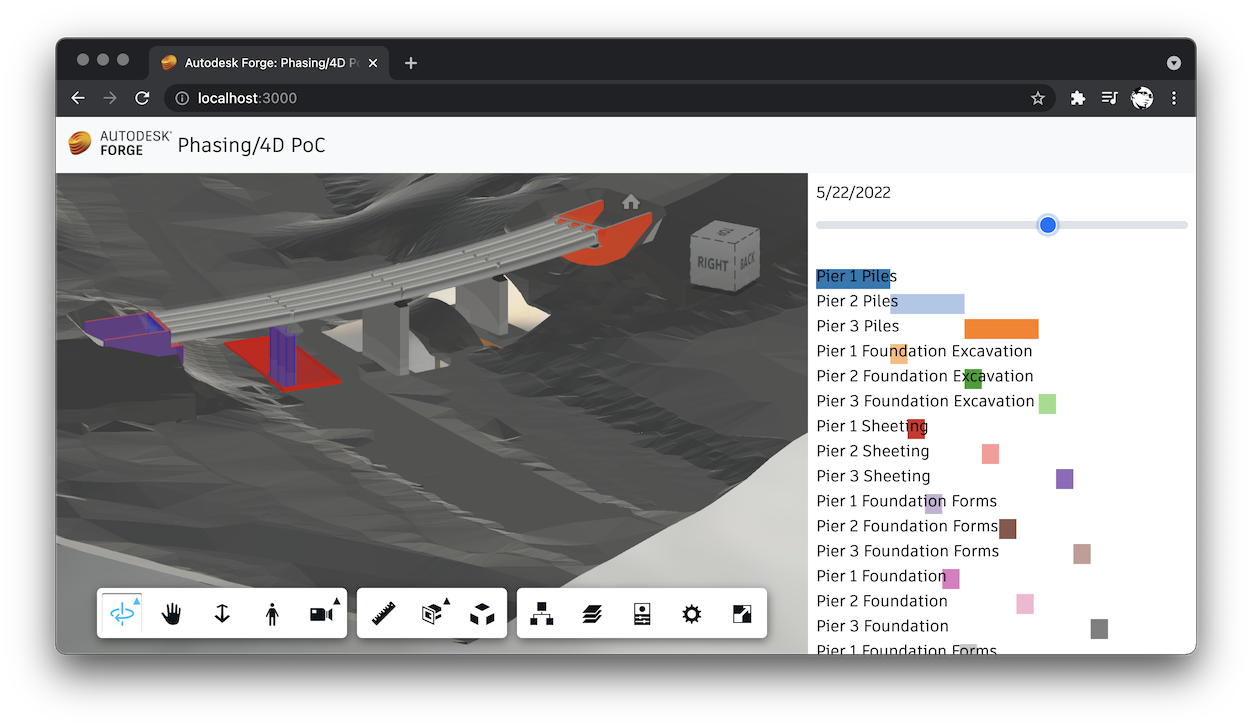 Autodesk Forge: Phasing/4D P
localhost:3000
AUTODESK
FORGE
Phasing/4D PoC
TOP
RIGHT
BACK
5/22/2022
Pier 1 Piles
Pier 2 Piles
Pier 3 Piles
Pier 1 Foundation Excavation
Pier 2 Foundation Excavation
Pier 3 Foundation Excavation
Pier 1 Sheeting
Pier 2 Sheeting
Pier 3 Sheeting
Pier 1 Foundation Forms
Pier 2 Foundation Forms
Pier 3 Foundation Forms
Pier 1 Foundation
Pier 2 Foundation
Pier 3 Foundation
Pier 1 Foundation Forms